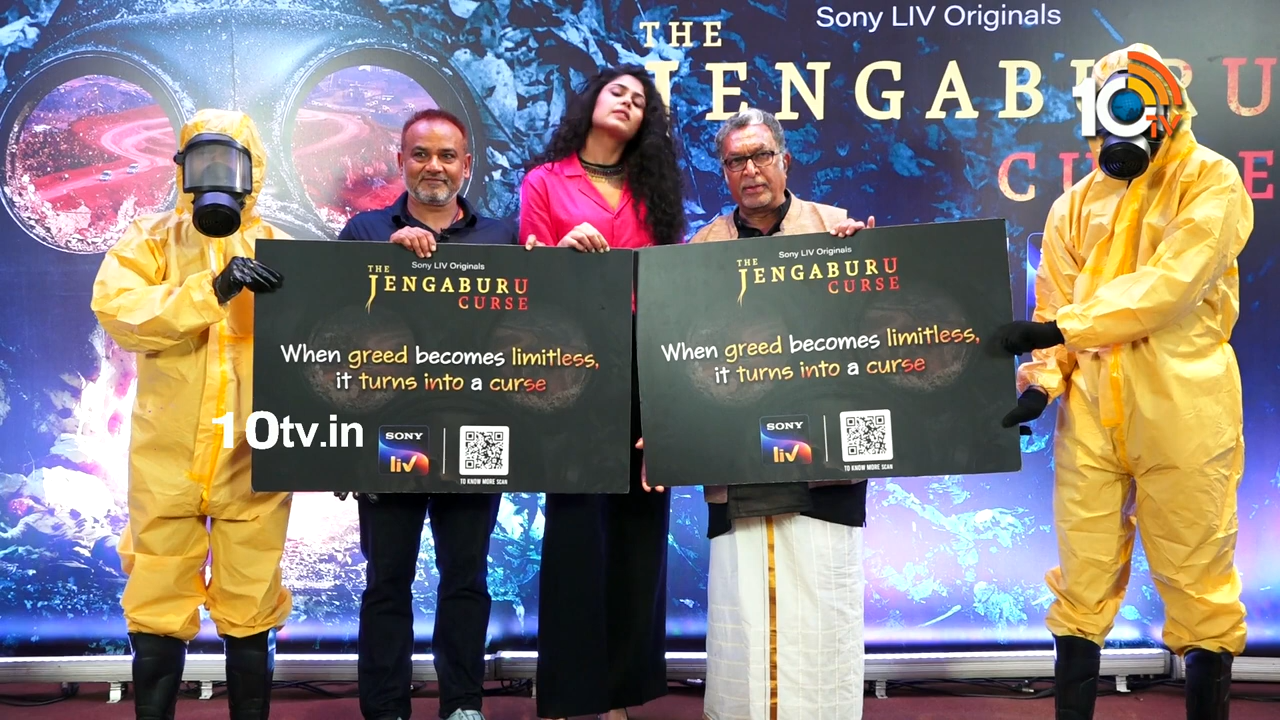 Sony LIV Originals
THE
JENGABURU
CURSE
10TV
Sony LIV Originals
THE
JENGABURU
CURSE
When greed becomes limitless,
it turns into a curse
SONY
liv
TO KNOW MORE SCAN
Sony LIV Originals
THE
JENGABURU
CURSE
When greed becomes limitless,
it turns into a curse
SONY
liv
TO KNOW MORE SCAN
10tv.in